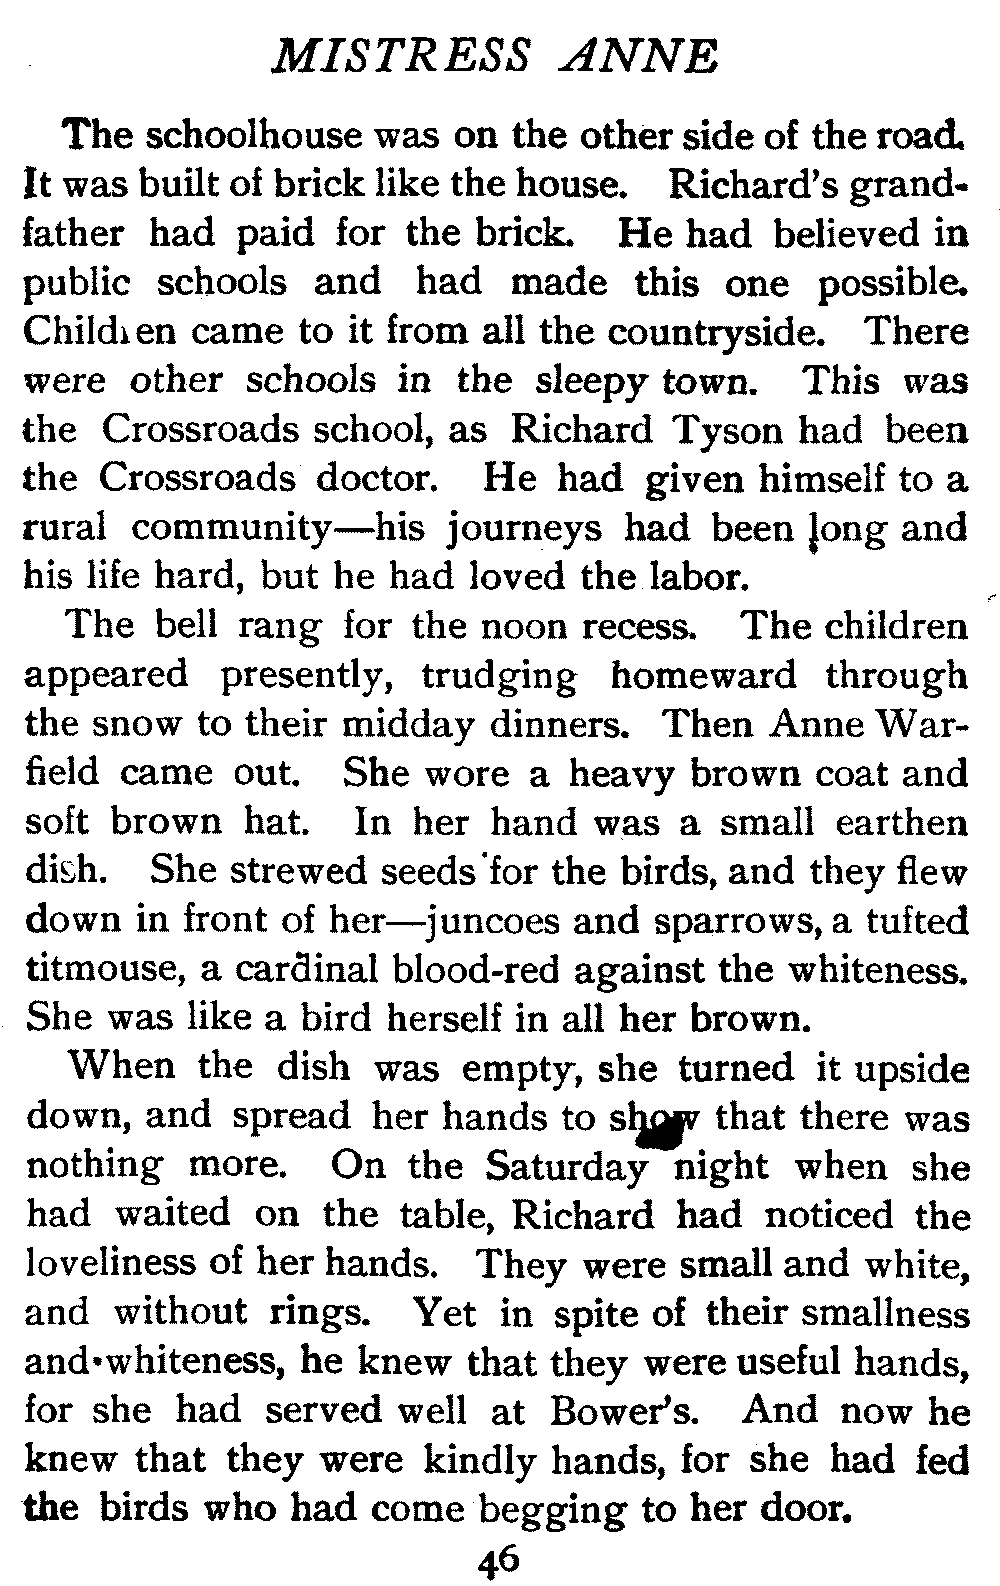 MISTRESS ANNE
The schoolhouse was on the other side of the road.
It was built of brick like the house. Richard's grand-
father had paid for the brick. He had believed in
public schools and had made this one possible.
Children came to it from all the countryside. There
were other schools in the sleepy town. This was
the Crossroads school, as Richard Tyson had been
the Crossroads doctor. He had given himself to a
rural community—his journeys had been long and
his life hard, but he had loved the labor.
The bell rang for the noon recess. The children
appeared presently, trudging homeward through
the snow to their midday dinners. Then Anne War-
field came out. She wore a heavy brown coat and
soft brown hat. In her hand was a small earthen
dish. She strewed seeds for the birds, and they flew
down in front of her—juncoes and sparrows, a tufted
titmouse, a cardinal blood-red against the whiteness.
She was like a bird herself in all her brown.
When the dish was empty, she turned it upside
down, and spread her hands to show that there was
nothing more. On the Saturday night when she
had waited on the table, Richard had noticed the
loveliness of her hands. They were small and white,
and without rings. Yet in spite of their smallness
and whiteness, he knew that they were useful hands,
for she had served well at Bower's. And now he
knew that they were kindly hands, for she had fed
the birds who had come begging to her door.
46